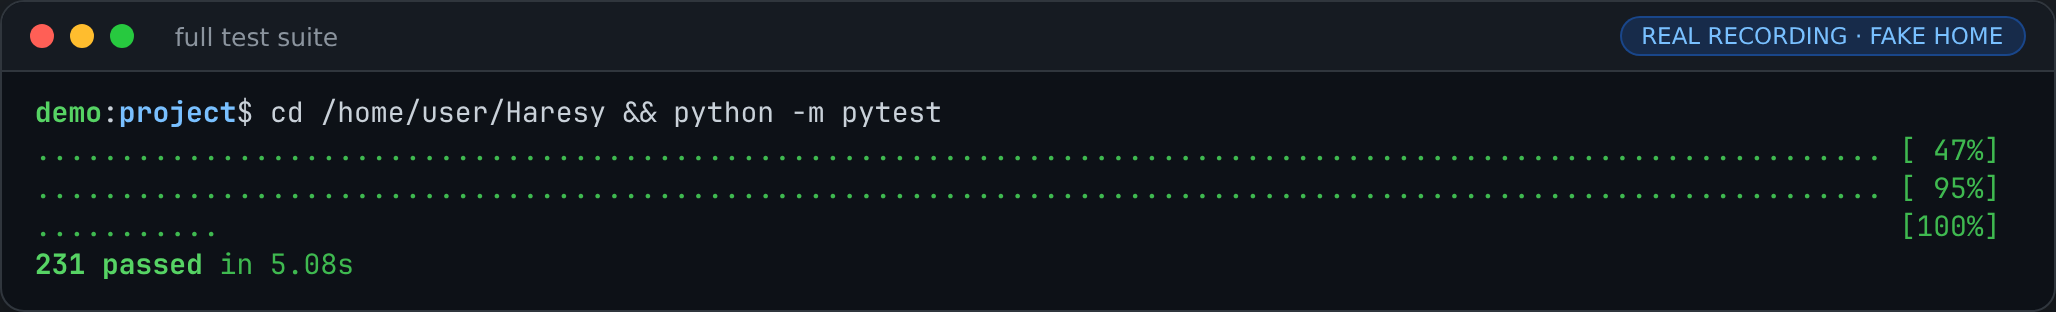 full test suite
REAL RECORDING · FAKE HOME
demo:project$ cd /home/user/Haresy && python -m pytest
.............................................................................................................. [ 47%]
.............................................................................................................. [ 95%]
........... [100%]
231 passed in 5.08s